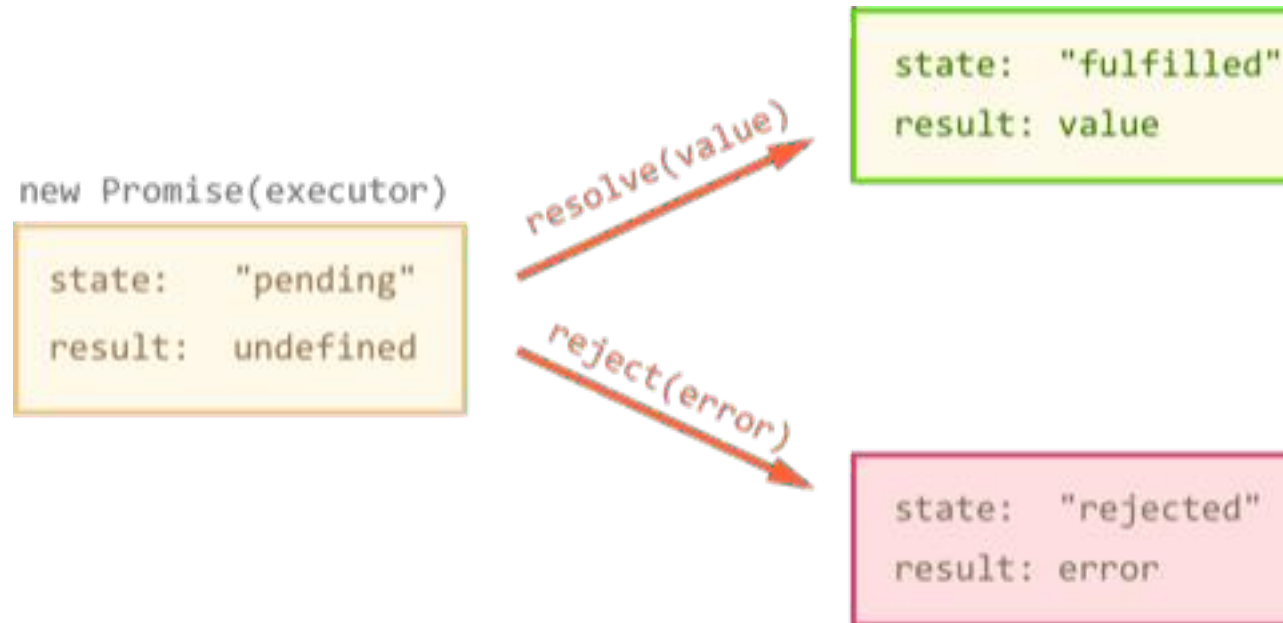 new Promise(executor)
state: "pending"
result: undefined
resolve(value)
reject(error)
state: "fulfilled"
result: value
state: "rejected"
result: error